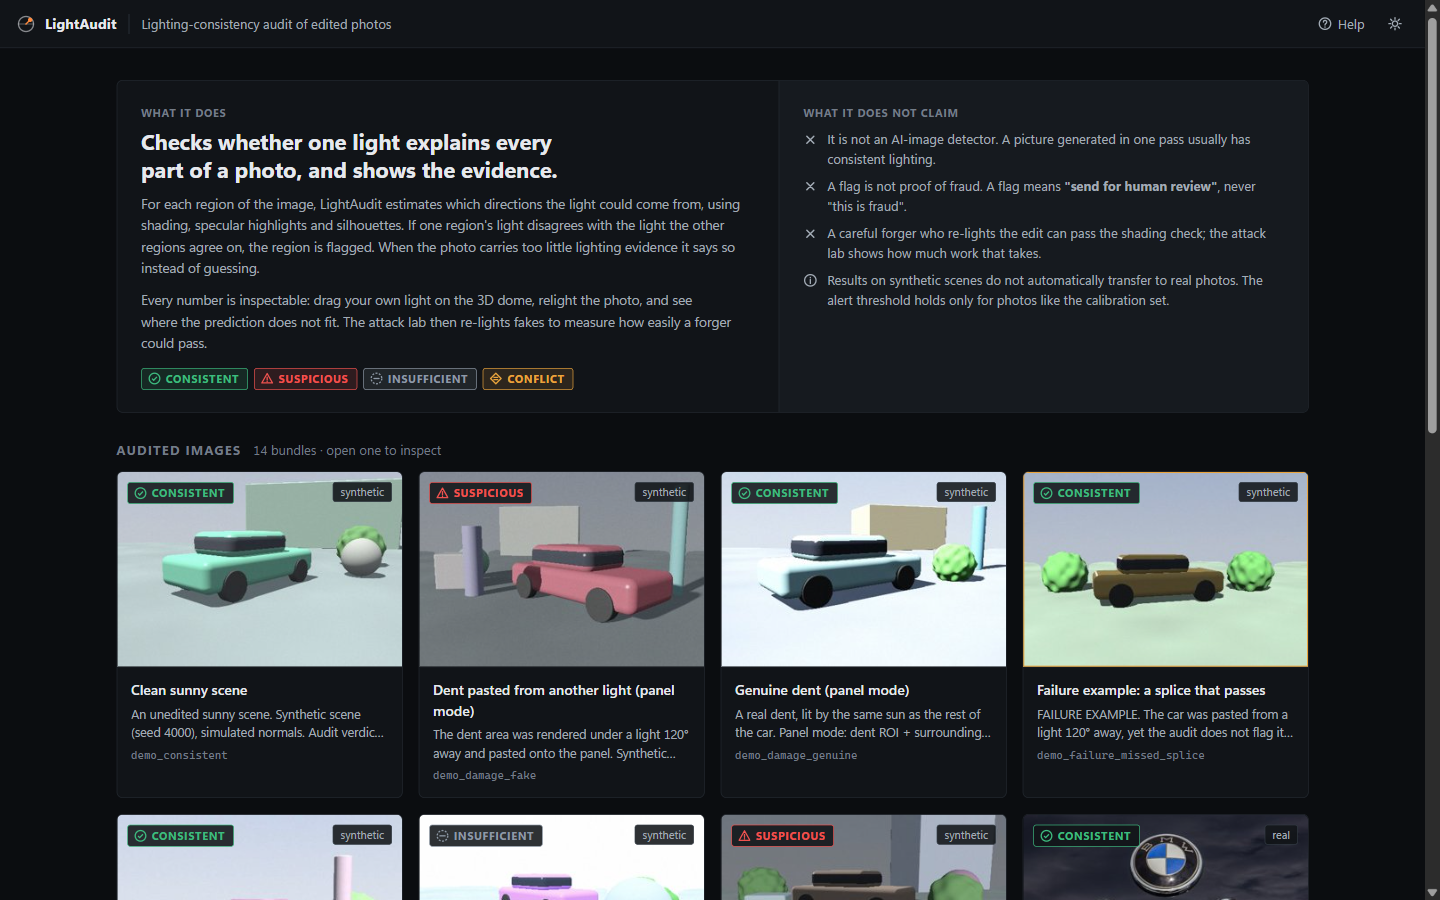 LightAudit
Lighting-consistency audit of edited photos
Help
WHAT IT DOES
Checks whether one light explains every
part of a photo, and shows the evidence.
For each region of the image, LightAudit estimates which directions the light could come from, using
shading, specular highlights and silhouettes. If one region's light disagrees with the light the other
regions agree on, the region is flagged. When the photo carries too little lighting evidence it says so
instead of guessing.
Every number is inspectable: drag your own light on the 3D dome, relight the photo, and see
where the prediction does not fit. The attack lab then re-lights fakes to measure how easily a forger
could pass.
CONSISTENT
SUSPICIOUS
INSUFFICIENT
CONFLICT
WHAT IT DOES NOT CLAIM
It is not an AI-image detector. A picture generated in one pass usually has
consistent lighting.
A flag is not proof of fraud. A flag means "send for human review", never
"this is fraud".
A careful forger who re-lights the edit can pass the shading check; the attack
lab shows how much work that takes.
Results on synthetic scenes do not automatically transfer to real photos. The
alert threshold holds only for photos like the calibration set.
AUDITED IMAGES 14 bundles · open one to inspect
CONSISTENT
synthetic
Clean sunny scene
An unedited sunny scene. Synthetic scene
(seed 4000), simulated normals. Audit verdic...
demo_consistent
SUSPICIOUS
synthetic
Dent pasted from another light (panel
mode)
The dent area was rendered under a light 120°
away and pasted onto the panel. Synthetic...
demo_damage_fake
CONSISTENT
synthetic
Genuine dent (panel mode)
A real dent, lit by the same sun as the rest of
the car. Panel mode: dent ROI + surrounding...
demo_damage_genuine
CONSISTENT
synthetic
Failure example: a splice that passes
FAILURE EXAMPLE. The car was pasted from a
light 120° away, yet the audit does not flag it...
demo_failure_missed_splice
CONSISTENT
synthetic
INSUFFICIENT
synthetic
SUSPICIOUS
synthetic
CONSISTENT
real
BMW